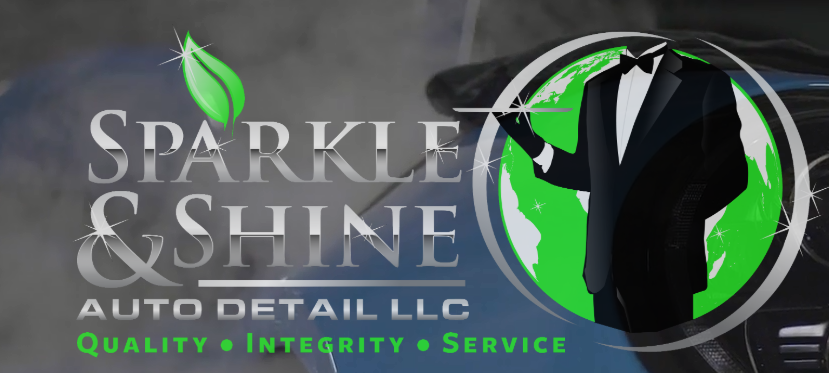 SPARKLE
& SHINE
AUTO DETAIL LLC
QUALITY • INTEGRITY • SERVICE